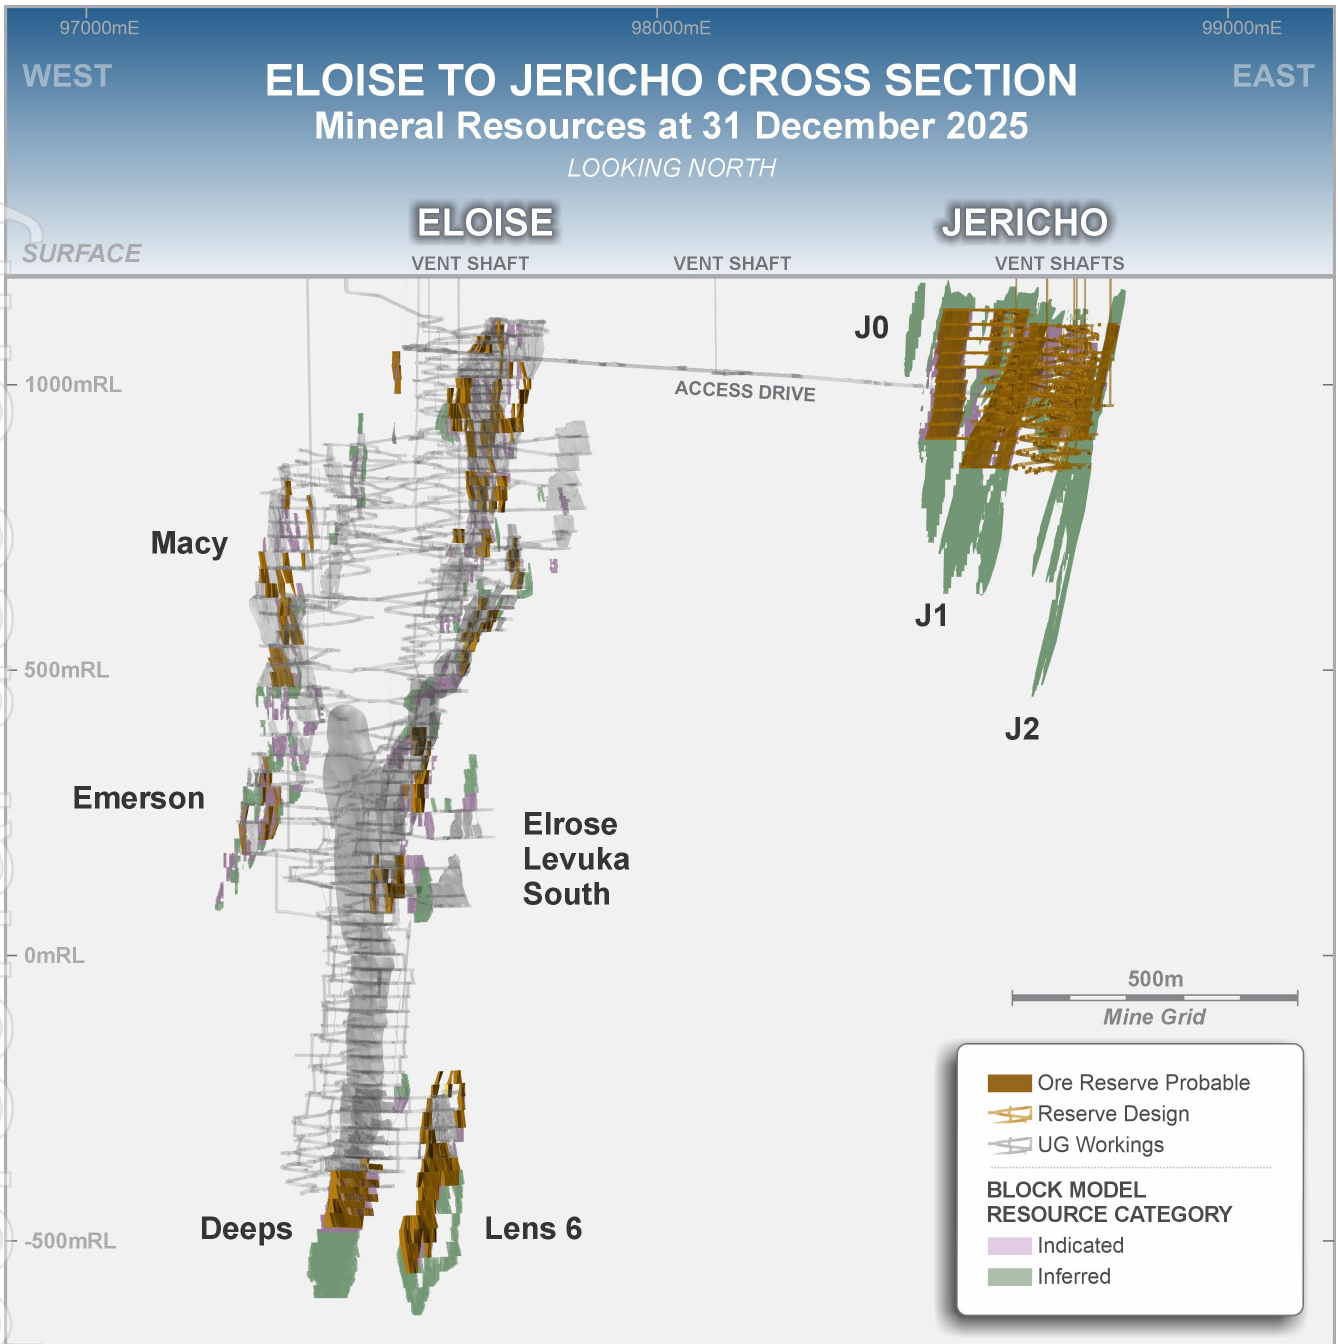 97000mE 98000mE 99000mE
WEST EAST
ELOISE TO JERICHO CROSS SECTION
Mineral Resources at 31 December 2025
LOOKING NORTH
ELOISE JERICHO
SURFACE
VENT SHAFT VENT SHAFT VENT SHAFTS
J0
1000mRL
ACCESS DRIVE
Macy
J1
500mRL
J2
Emerson
Elrose
Levuka
South
0mRL
500m
Mine Grid
Ore Reserve Probable
Reserve Design
UG Workings
BLOCK MODEL
RESOURCE CATEGORY
Deeps Lens 6
-500mRL
Indicated
Inferred